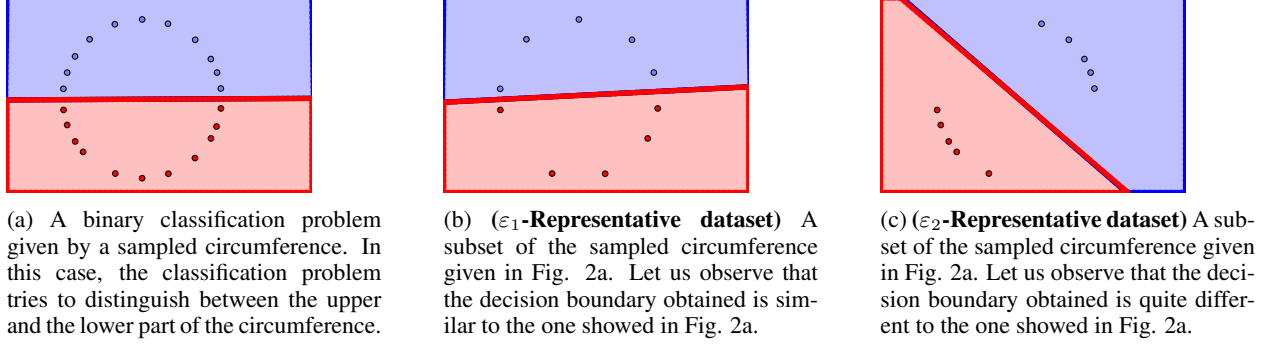 (a) A binary classification problem
given by a sampled circumference. In
this case, the classification problem
tries to distinguish between the upper
and the lower part of the circumference.
(b) (ε₁-Representative dataset) A
subset of the sampled circumference
given in Fig. 2a. Let us observe that
the decision boundary obtained is sim-
ilar to the one showed in Fig. 2a.
(c) (ε₂-Representative dataset) A sub-
set of the sampled circumference given
in Fig. 2a. Let us observe that the deci-
sion boundary obtained is quite differ-
ent to the one showed in Fig. 2a.